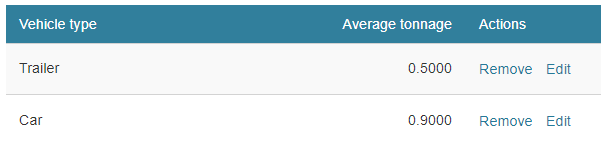 Vehicle type Average tonnage Actions
Trailer 0.5000 Remove Edit
Car 0.9000 Remove Edit